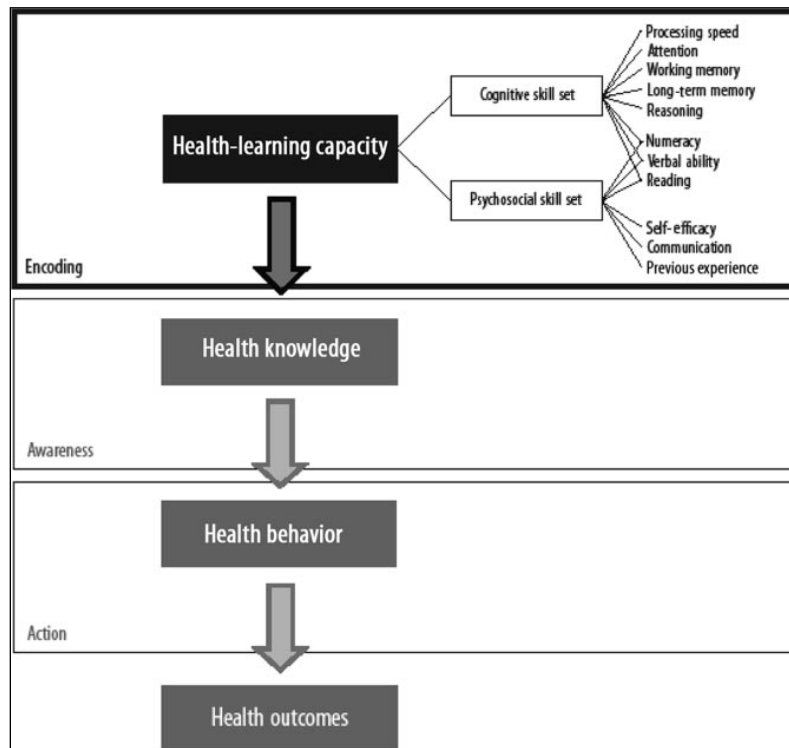 Processing speed
Attention
Working memory
Long-term memory
Reasoning
Cognitive skill set
Health-learning capacity
Numeracy
Verbal ability
Reading
Psychosocial skill set
Self-efficacy
Communication
Previous experience
Encoding
Health knowledge
Awareness
Health behavior
Action
Health outcomes